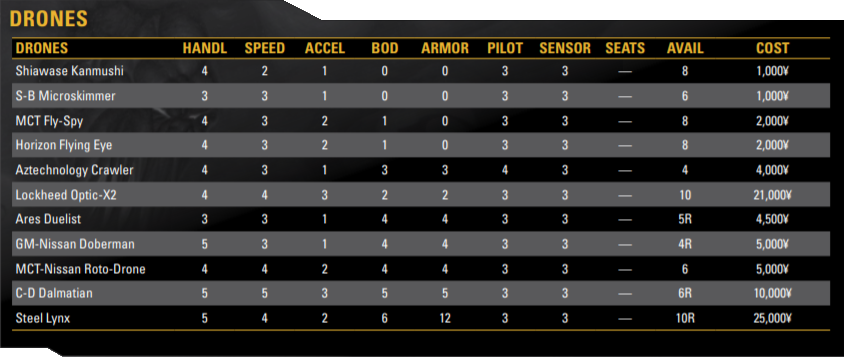 DRONES
DRONES HANDL SPEED ACCEL BOD ARMOR PILOT SENSOR SEATS AVAIL COST
Shiawase Kanmushi 4 2 1 0 0 3 3 — 8 1,000¥
S-B Microskimmer 3 3 1 0 0 3 3 — 6 1,000¥
MCT Fly-Spy 4 3 2 1 0 3 3 — 8 2,000¥
Horizon Flying Eye 4 3 2 1 0 3 3 — 8 2,000¥
Aztechnology Crawler 4 3 1 3 3 4 3 — 4 4,000¥
Lockheed Optic-X2 4 4 3 2 2 3 3 — 10 21,000¥
Ares Duelist 3 3 1 4 4 3 3 — 5R 4,500¥
GM-Nissan Doberman 5 3 1 4 4 3 3 — 4R 5,000¥
MCT-Nissan Roto-Drone 4 4 2 4 4 3 3 — 6 5,000¥
C-D Dalmatian 5 5 3 5 5 3 3 — 6R 10,000¥
Steel Lynx 5 4 2 6 12 3 3 — 10R 25,000¥